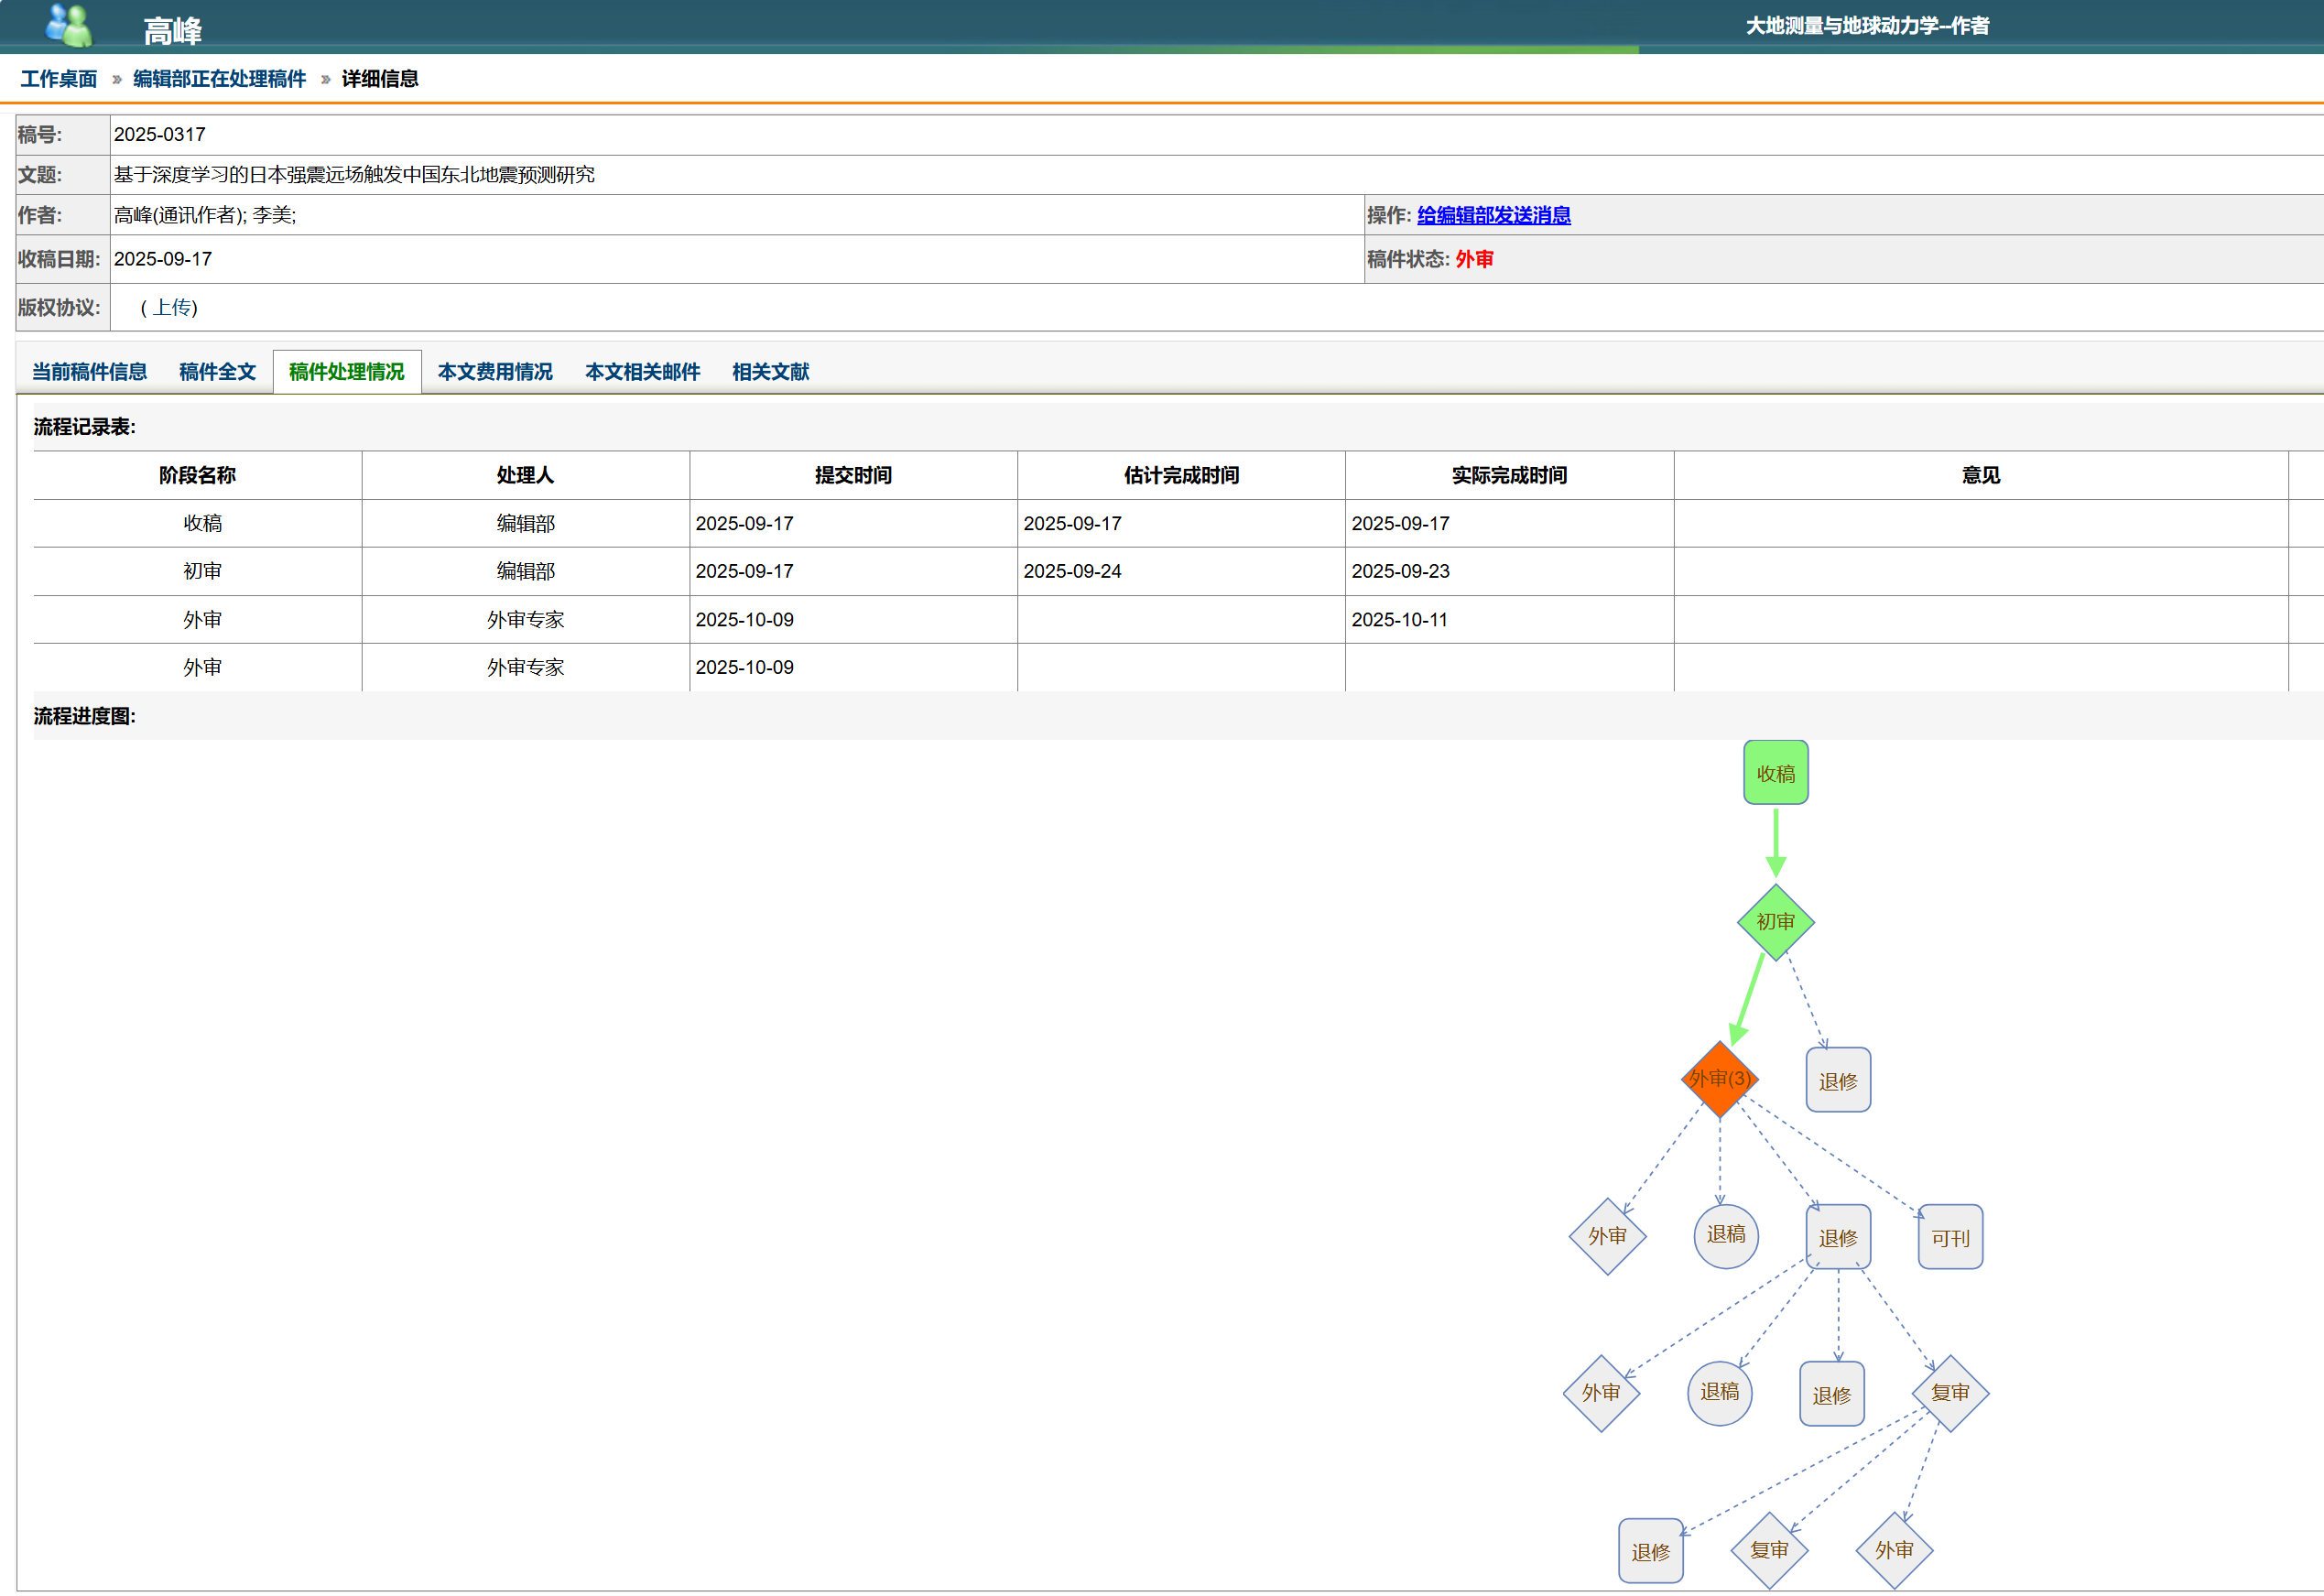 高峰
大地测量与地球动力学--作者
工作桌面 » 编辑部正在处理稿件 » 详细信息
稿号: 2025-0317
文题: 基于深度学习的日本强震远场触发中国东北地震预测研究
作者: 高峰(通讯作者); 李美; 操作: 给编辑部发送消息
收稿日期: 2025-09-17 稿件状态: 外审
版权协议: ( 上传)
当前稿件信息 稿件全文 稿件处理情况 本文费用情况 本文相关邮件 相关文献
流程记录表:
阶段名称 处理人 提交时间 估计完成时间 实际完成时间 意见
收稿 编辑部 2025-09-17 2025-09-17 2025-09-17
初审 编辑部 2025-09-17 2025-09-24 2025-09-23
外审 外审专家 2025-10-09 2025-10-11
外审 外审专家 2025-10-09
流程进度图:
收稿
初审
外审(3) 退修
外审 退稿 退修 可刊
外审 退稿 退修 复审
退修 复审 外审